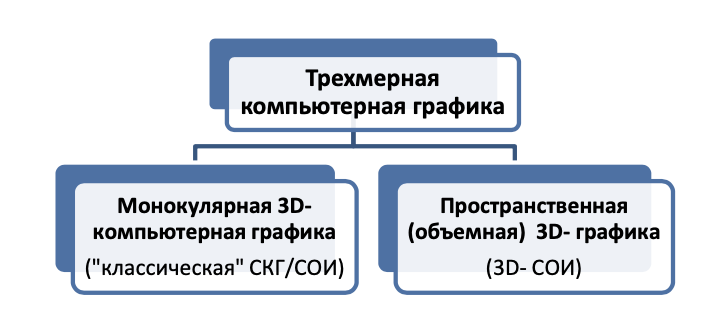 Трехмерная
компьютерная графика
Монокулярная 3D-
компьютерная графика
("классическая" СКГ/СОИ)
Пространственная
(объемная) 3D- графика
(3D- СОИ)